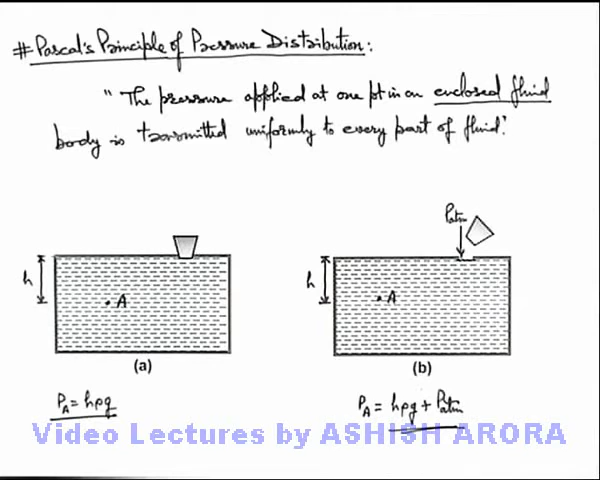 # Pascal's Principle of Pressure Distribution:
" The pressure applied at one pt in an enclosed fluid
body is transmitted uniformly to every part of fluid."
Patm
h
A
h
A
(a)
(b)
PA = hρg
PA = hρg + Patm
Video Lectures by ASHISH ARORA